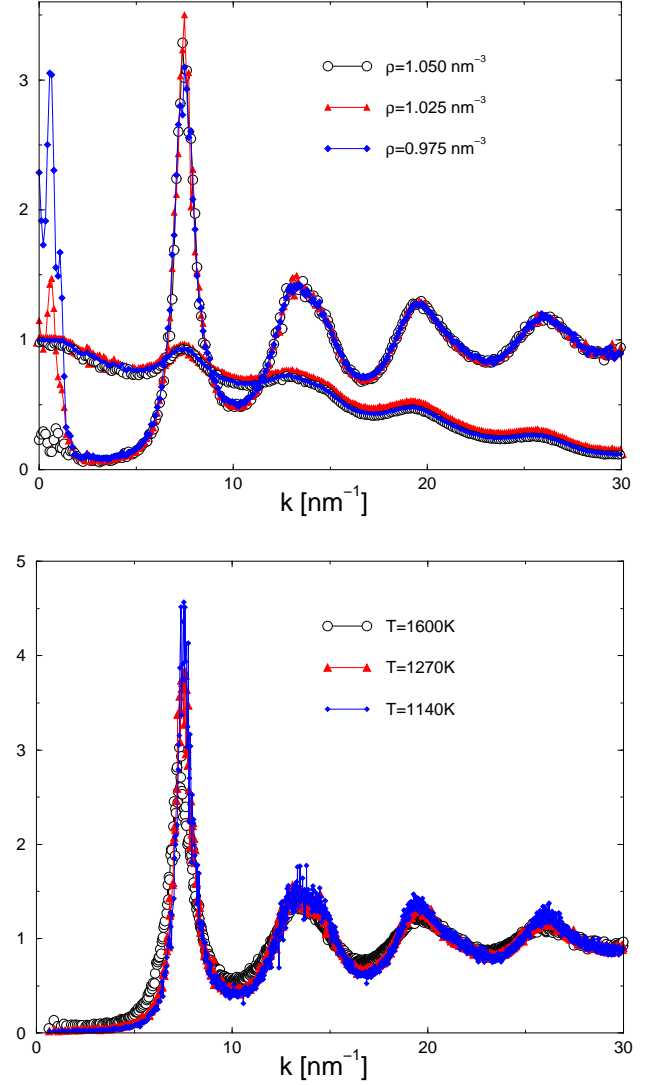 3
2
1
0
ρ=1.050 nm⁻³
ρ=1.025 nm⁻³
ρ=0.975 nm⁻³
0 10 20 30
k [nm⁻¹]
5
4
3
2
1
0
T=1600K
T=1270K
T=1140K
0 10 20 30
k [nm⁻¹]